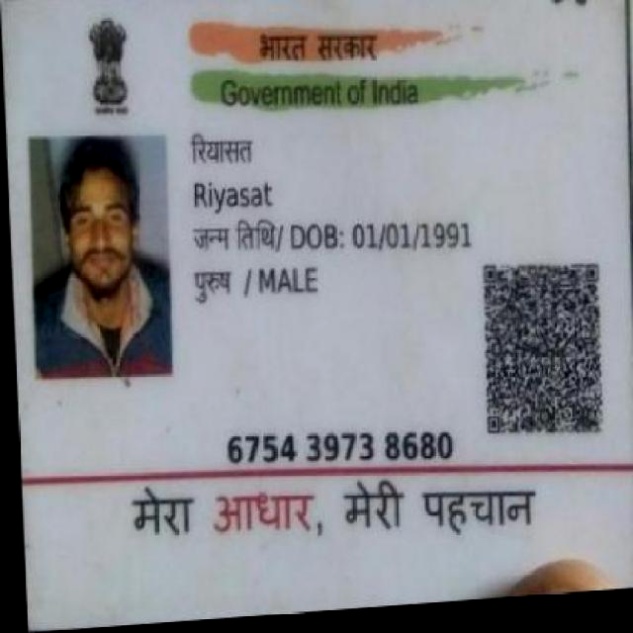 भारत सरकार
Government of India
रियासत
Riyasat
जन्म तिथि/ DOB: 01/01/1991
पुरुष / MALE
6754 3973 8680
मेरा आधार, मेरी पहचान